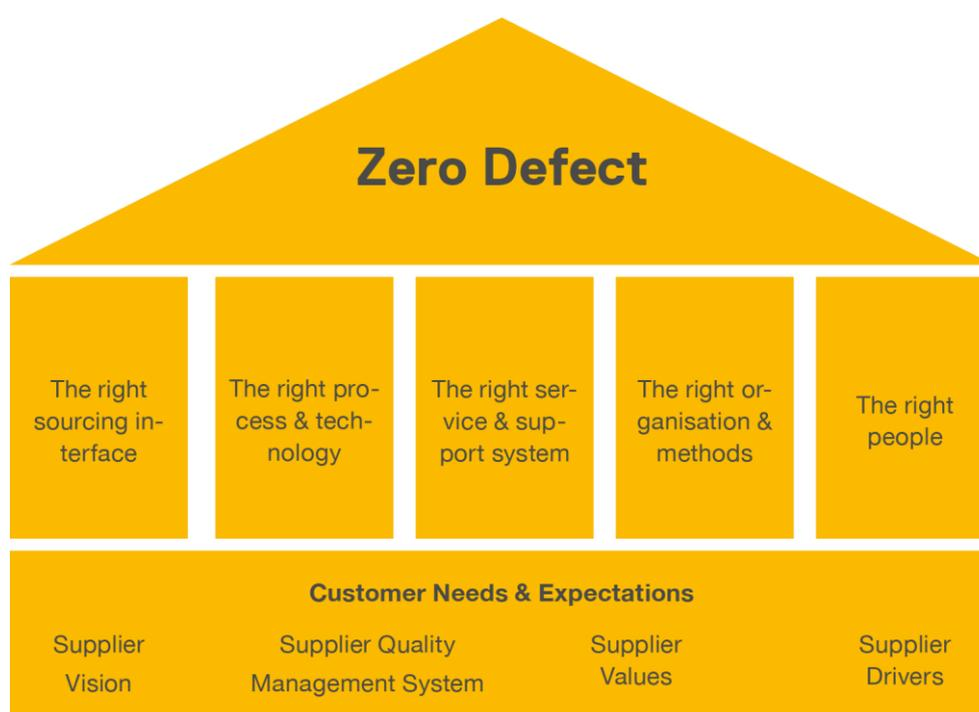 Zero Defect
The right
sourcing in-
terface
The right pro-
cess & tech-
nology
The right ser-
vice & sup-
port system
The right or-
ganisation &
methods
The right
people
Customer Needs & Expectations
Supplier
Vision
Supplier Quality
Management System
Supplier
Values
Supplier
Drivers